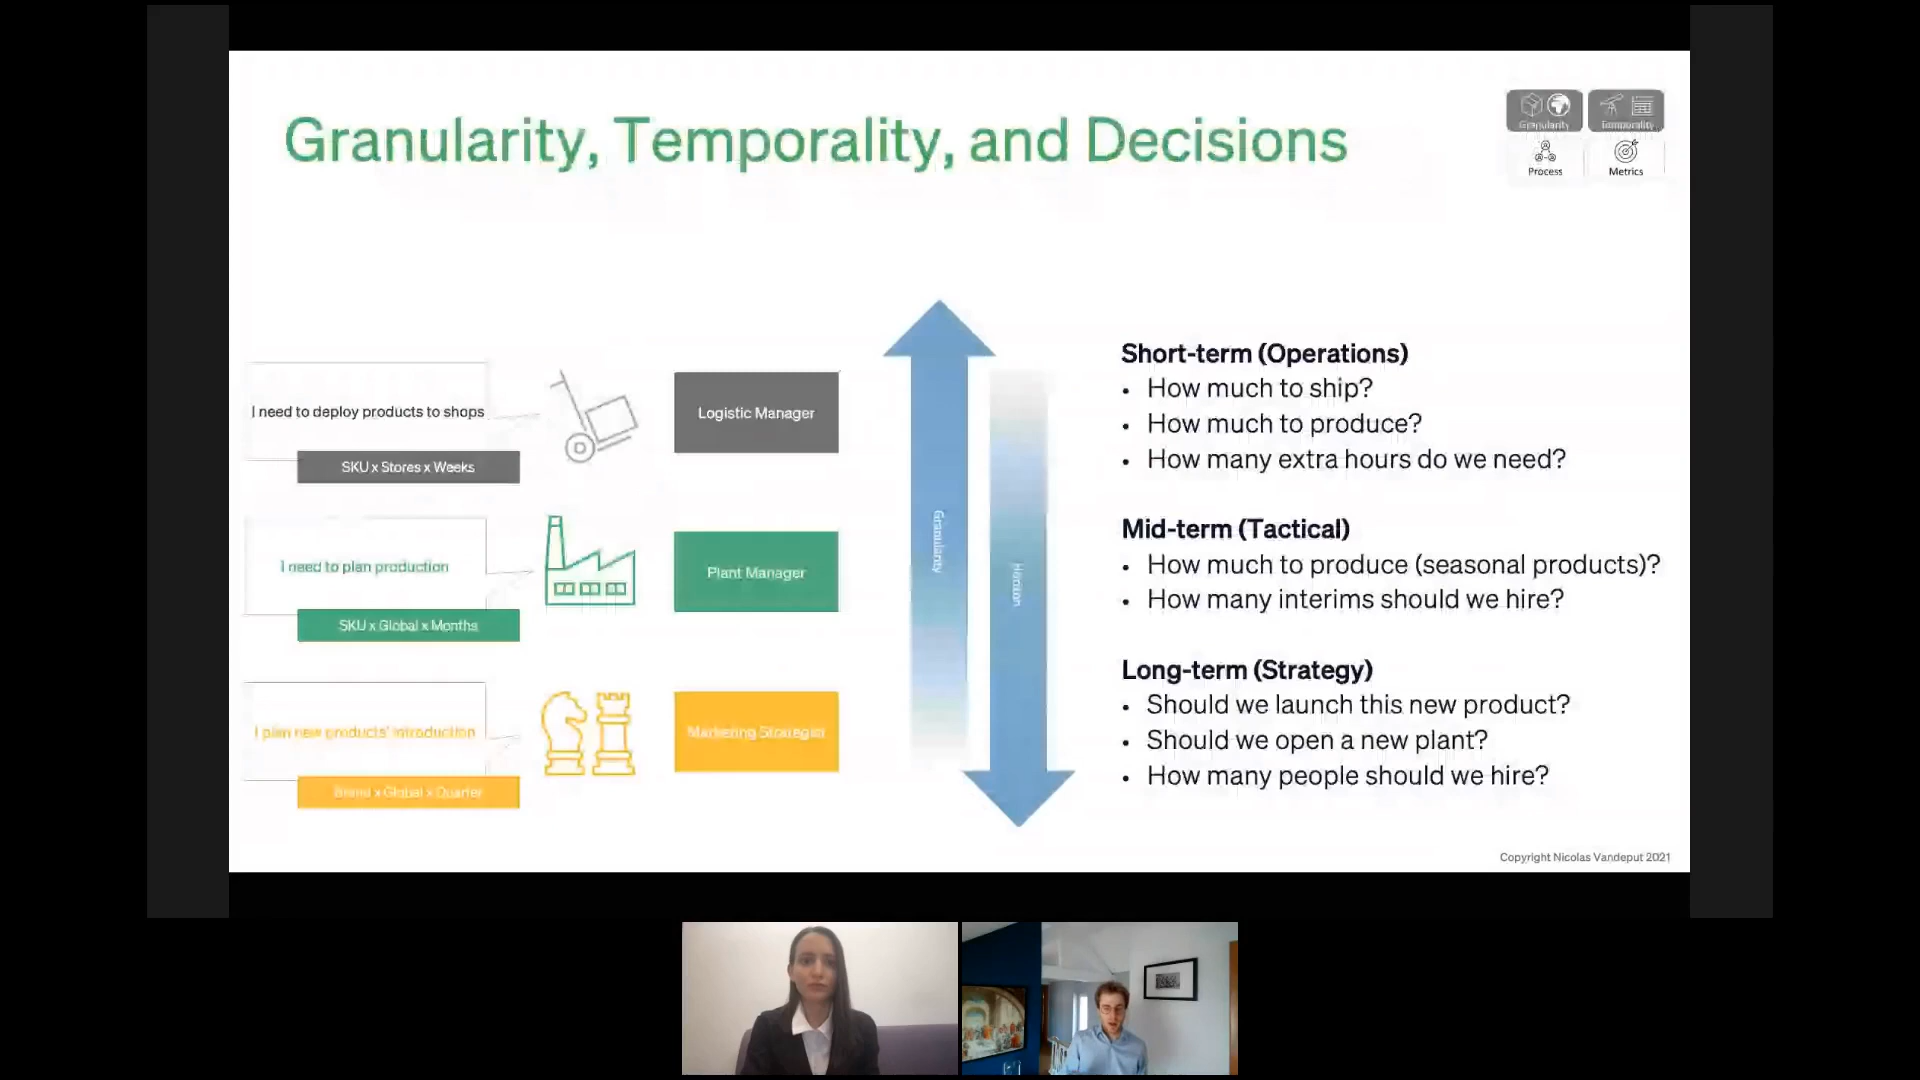 Granularity, Temporality, and Decisions
Granularity
Temporality
Process
Metrics
I need to deploy products to shops
SKU x Stores x Weeks
Logistic Manager
I need to plan production
SKU x Global x Months
Plant Manager
I plan new products' introduction
Brand x Global x Quarter
Marketing Strategist
Granularity
Horizon
Short-term (Operations)
• How much to ship?
• How much to produce?
• How many extra hours do we need?
Mid-term (Tactical)
• How much to produce (seasonal products)?
• How many interims should we hire?
Long-term (Strategy)
• Should we launch this new product?
• Should we open a new plant?
• How many people should we hire?
Copyright Nicolas Vandeput 2021